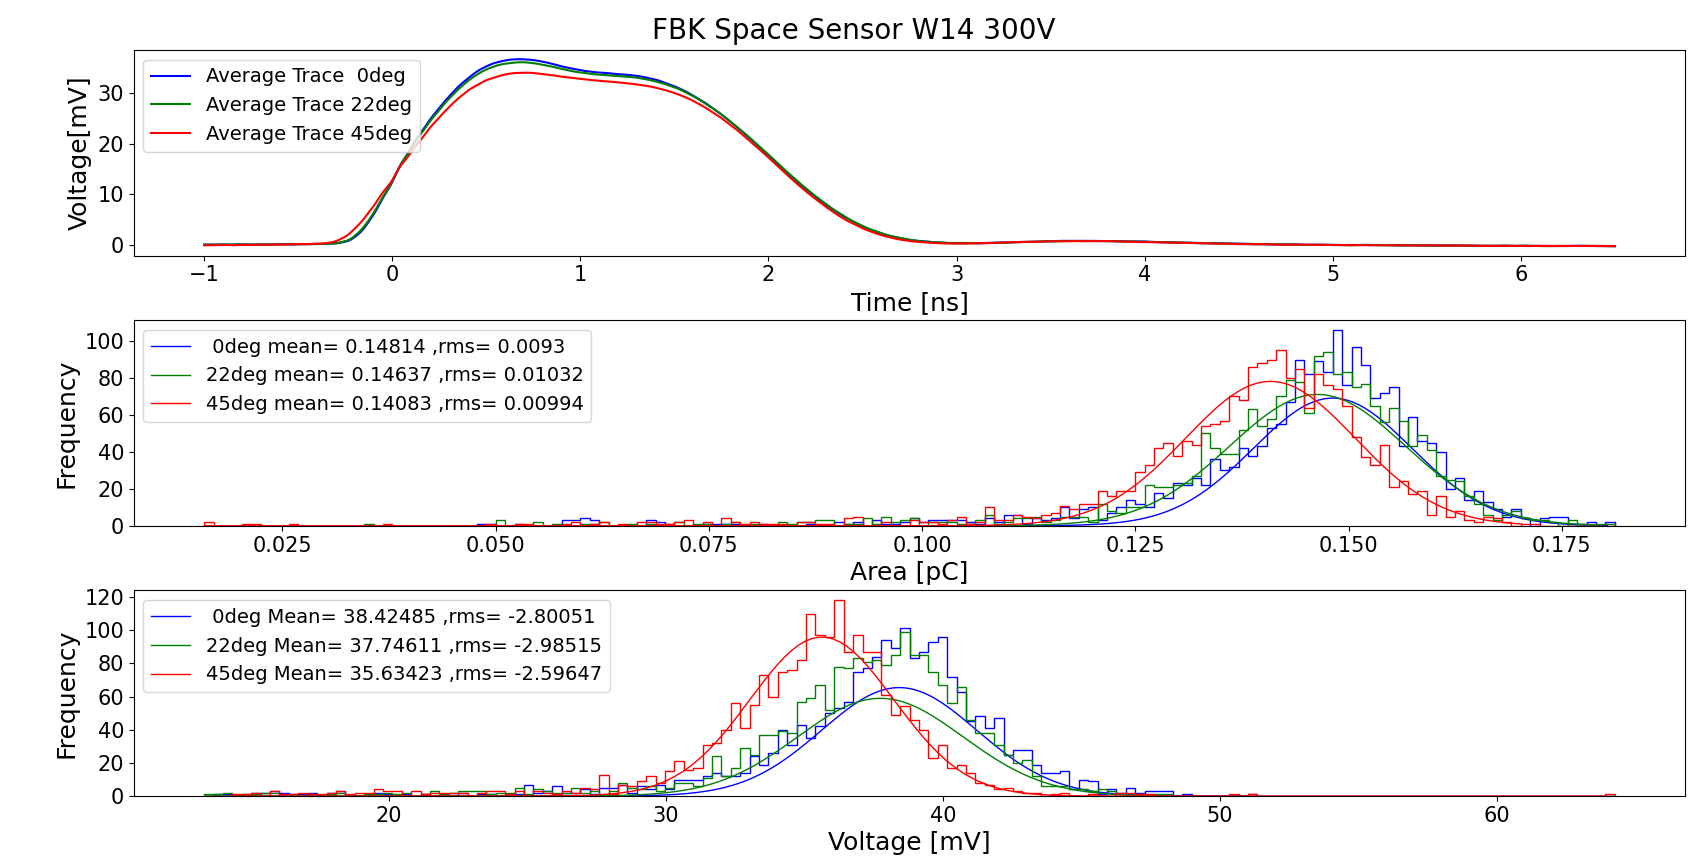 FBK Space Sensor W14 300V
Average Trace  0deg
Average Trace 22deg
Average Trace 45deg
Voltage[mV]
30
20
10
0
−1 0 1 2 3 4 5 6
Time [ns]
0deg mean= 0.14814 ,rms= 0.0093
22deg mean= 0.14637 ,rms= 0.01032
45deg mean= 0.14083 ,rms= 0.00994
Frequency
100
80
60
40
20
0
0.025 0.050 0.075 0.100 0.125 0.150 0.175
Area [pC]
0deg Mean= 38.42485 ,rms= -2.80051
22deg Mean= 37.74611 ,rms= -2.98515
45deg Mean= 35.63423 ,rms= -2.59647
Frequency
120
100
80
60
40
20
0
20 30 40 50 60
Voltage [mV]